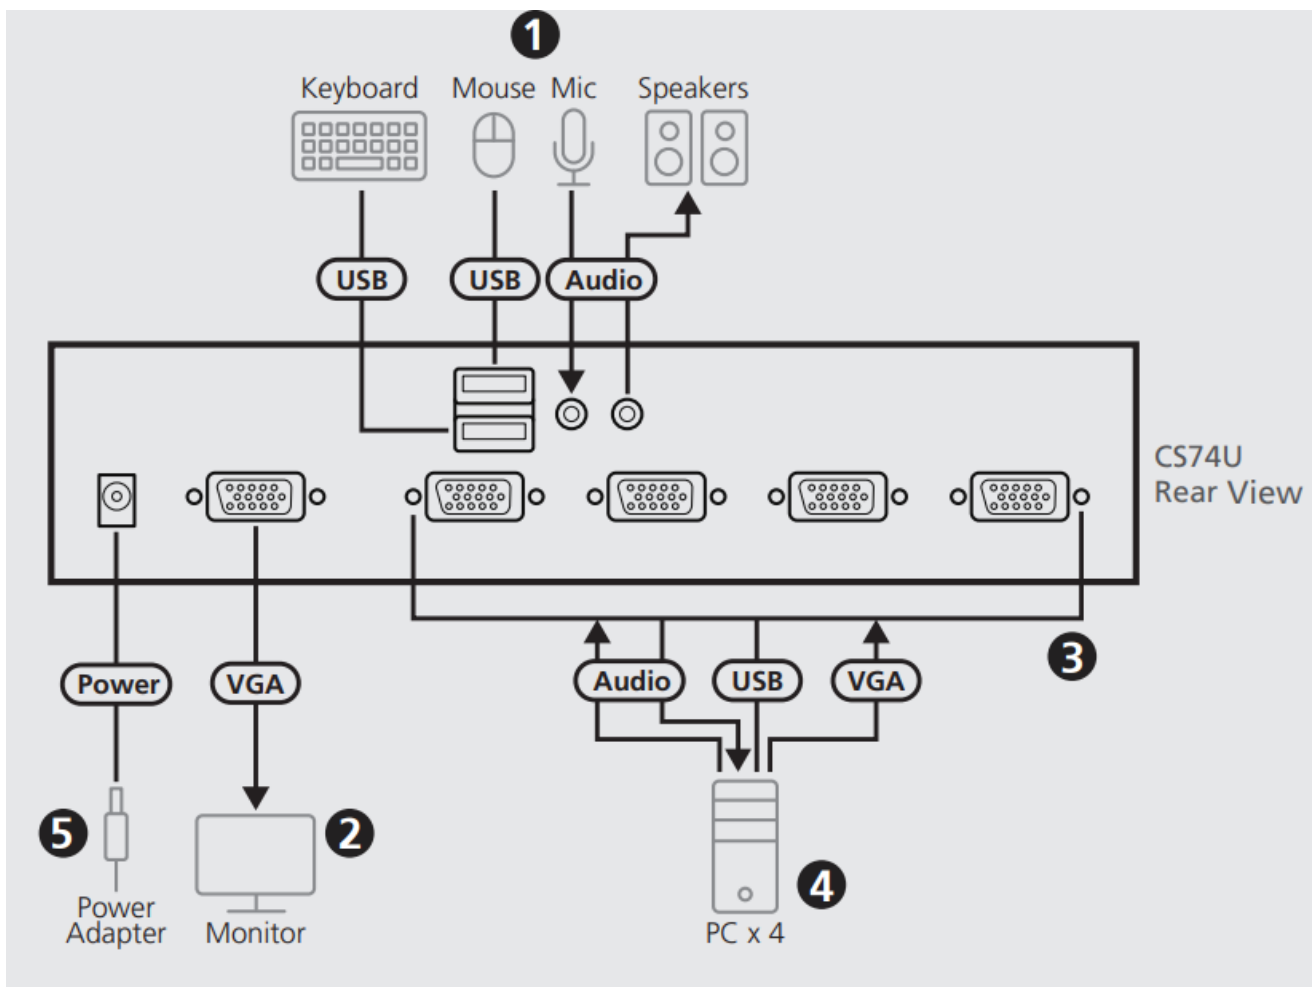 1
Keyboard Mouse Mic Speakers
USB USB Audio
CS74U
Rear View
3
Power VGA Audio USB VGA
5 2
4
Power
Adapter Monitor PC x 4